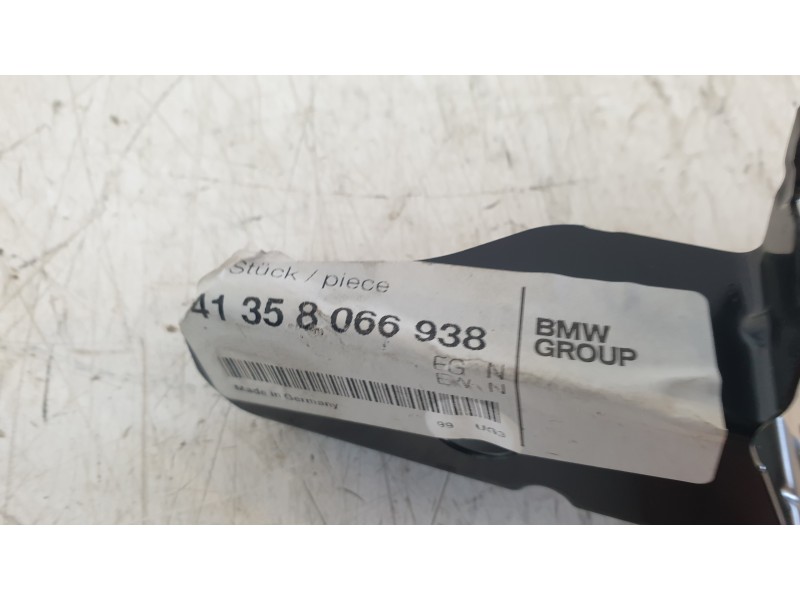 Stück / piece
41 35 8 066 938
EG N
EW. N
Made in Germany
99
BMW
GROUP